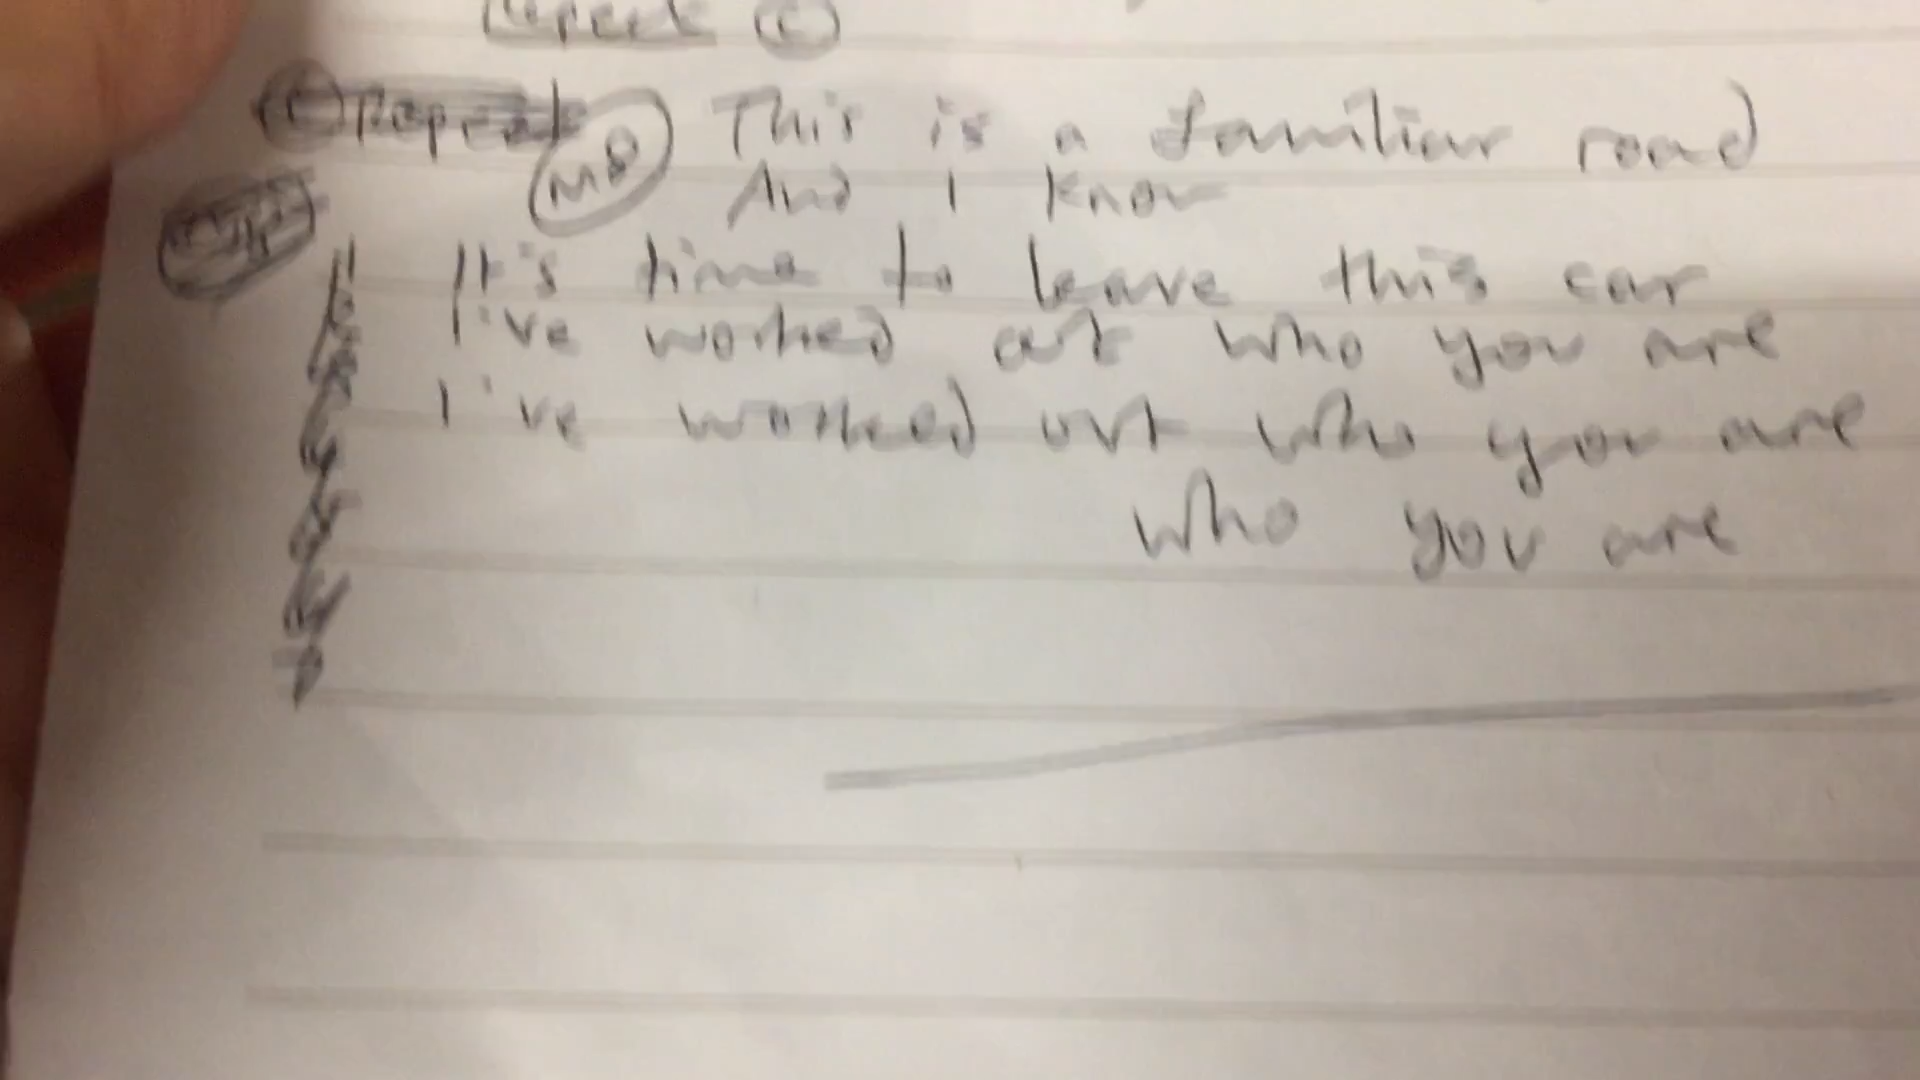 Repeat C
C Repeat M8 This is a familiar road
And I know
It's time to leave this car
I've worked out who you are
I've worked out who you are
who you are